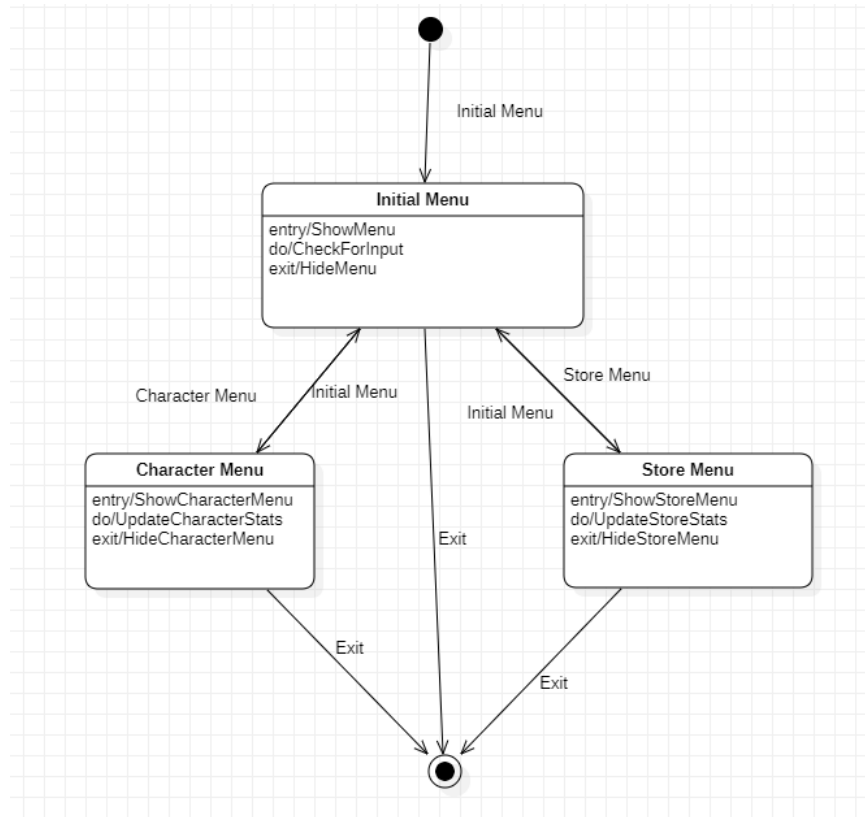 Initial Menu
Initial Menu
entry/ShowMenu
do/CheckForInput
exit/HideMenu
Store Menu
Character Menu
Initial Menu
Initial Menu
Character Menu
entry/ShowCharacterMenu
do/UpdateCharacterStats
exit/HideCharacterMenu
Store Menu
entry/ShowStoreMenu
do/UpdateStoreStats
exit/HideStoreMenu
Exit
Exit
Exit